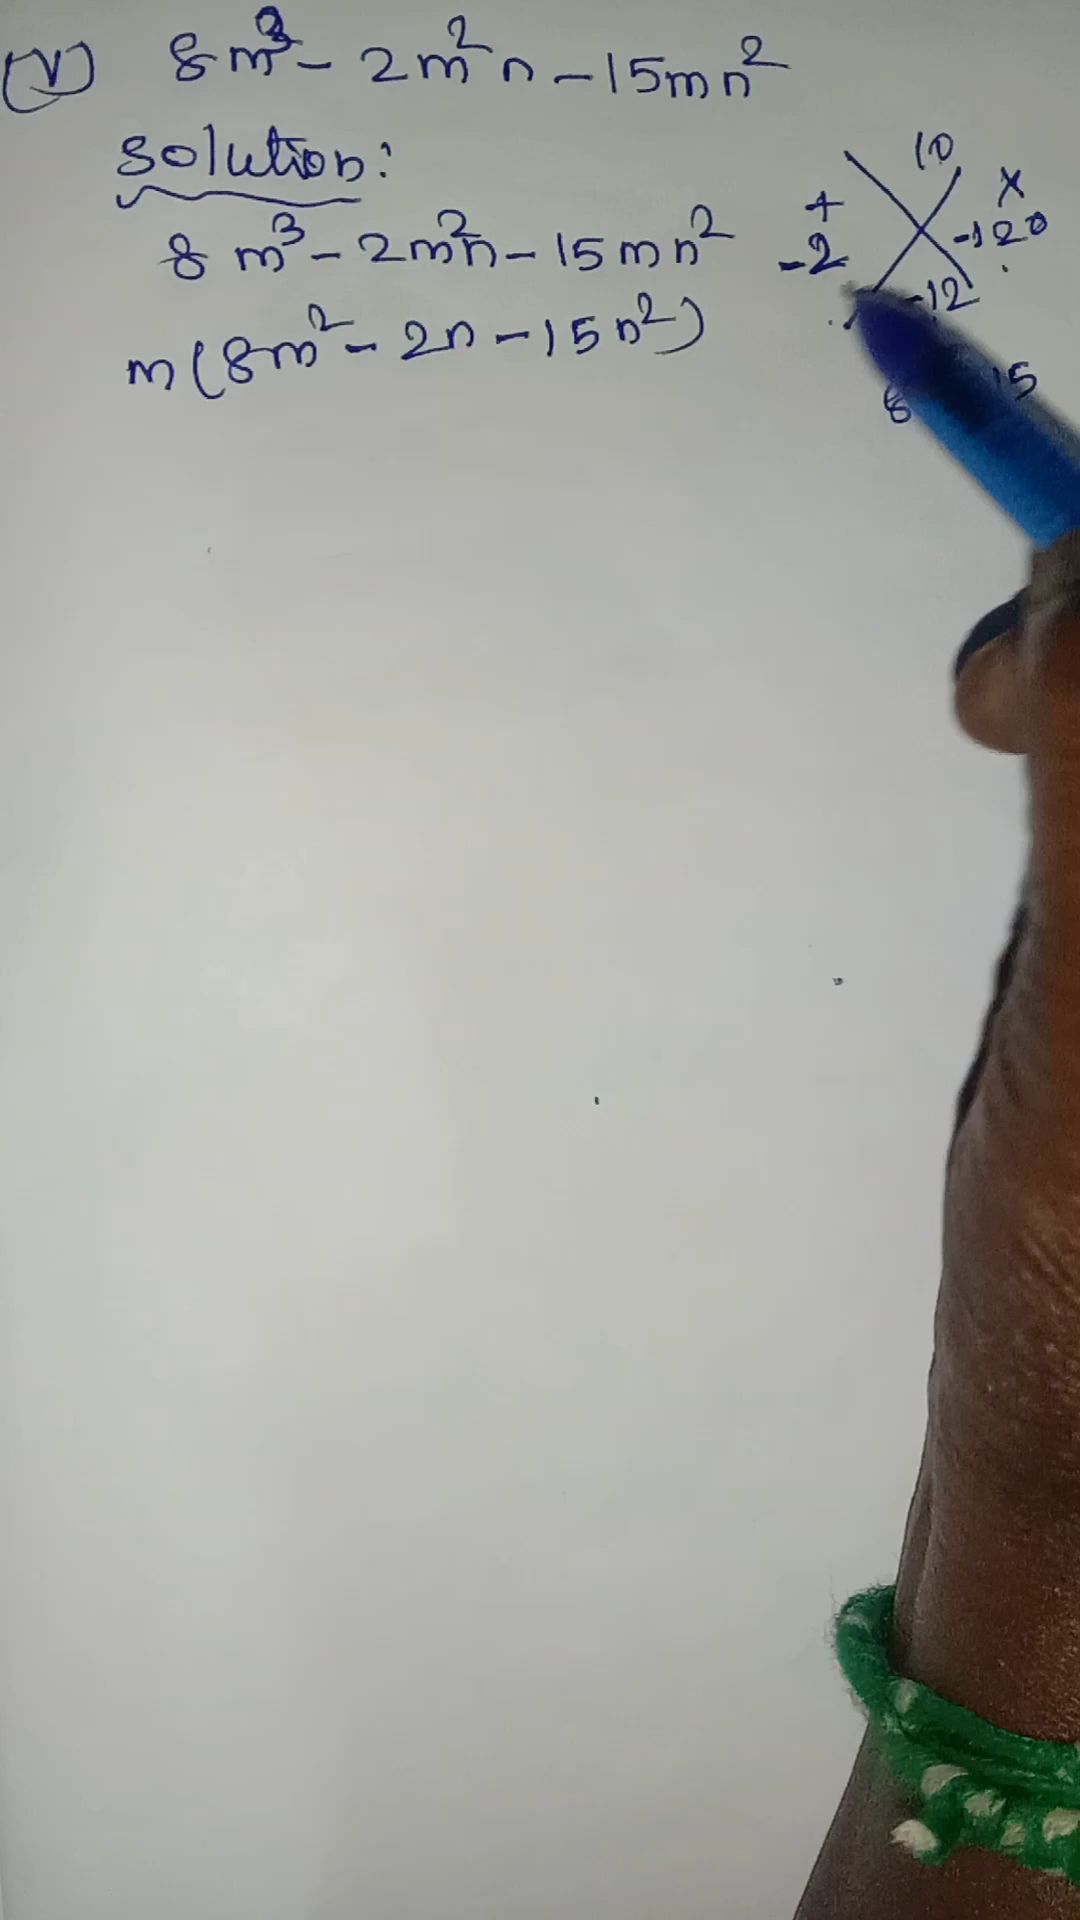 (V) 8m³ - 2m²n - 15mn²
Solution:
8m³ - 2m²n - 15mn²
m(8m² - 2n - 15n²)
10
+ ×
-2 -120
-12
8 15